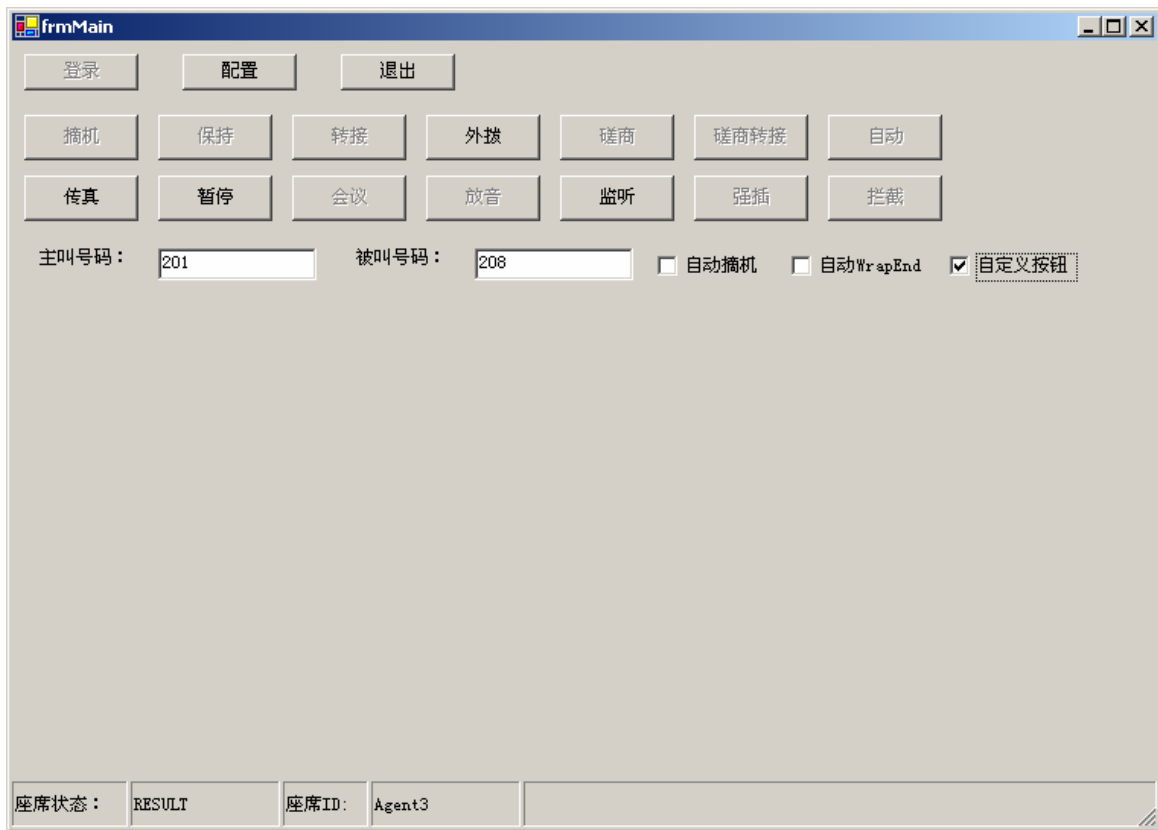 frmMain
登录 配置 退出
摘机 保持 转接 外拨 磋商 磋商转接 自动
传真 暂停 会议 放音 监听 强插 拦截
主叫号码： 201 被叫号码： 208 自动摘机 自动WrapEnd 自定义按钮
座席状态： RESULT 座席ID: Agent3